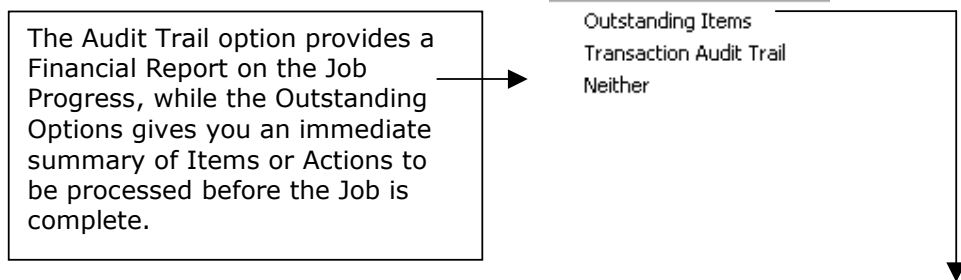 The Audit Trail option provides a
Financial Report on the Job
Progress, while the Outstanding
Options gives you an immediate
summary of Items or Actions to
be processed before the Job is
complete.
Outstanding Items
Transaction Audit Trail
Neither